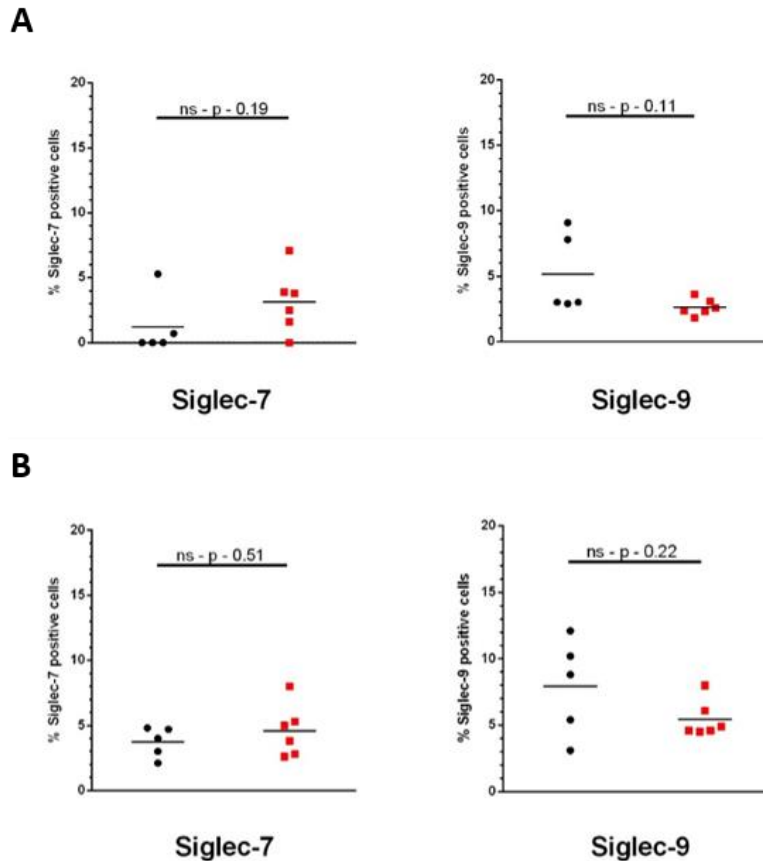 A
20
15
10
5
0
% Siglec-7 positive cells
ns - p - 0.19
Siglec-7
20
15
10
5
0
% Siglec-9 positive cells
ns - p - 0.11
Siglec-9
B
20
15
10
5
0
% Siglec-7 positive cells
ns - p - 0.51
Siglec-7
20
15
10
5
0
% Siglec-9 positive cells
ns - p - 0.22
Siglec-9